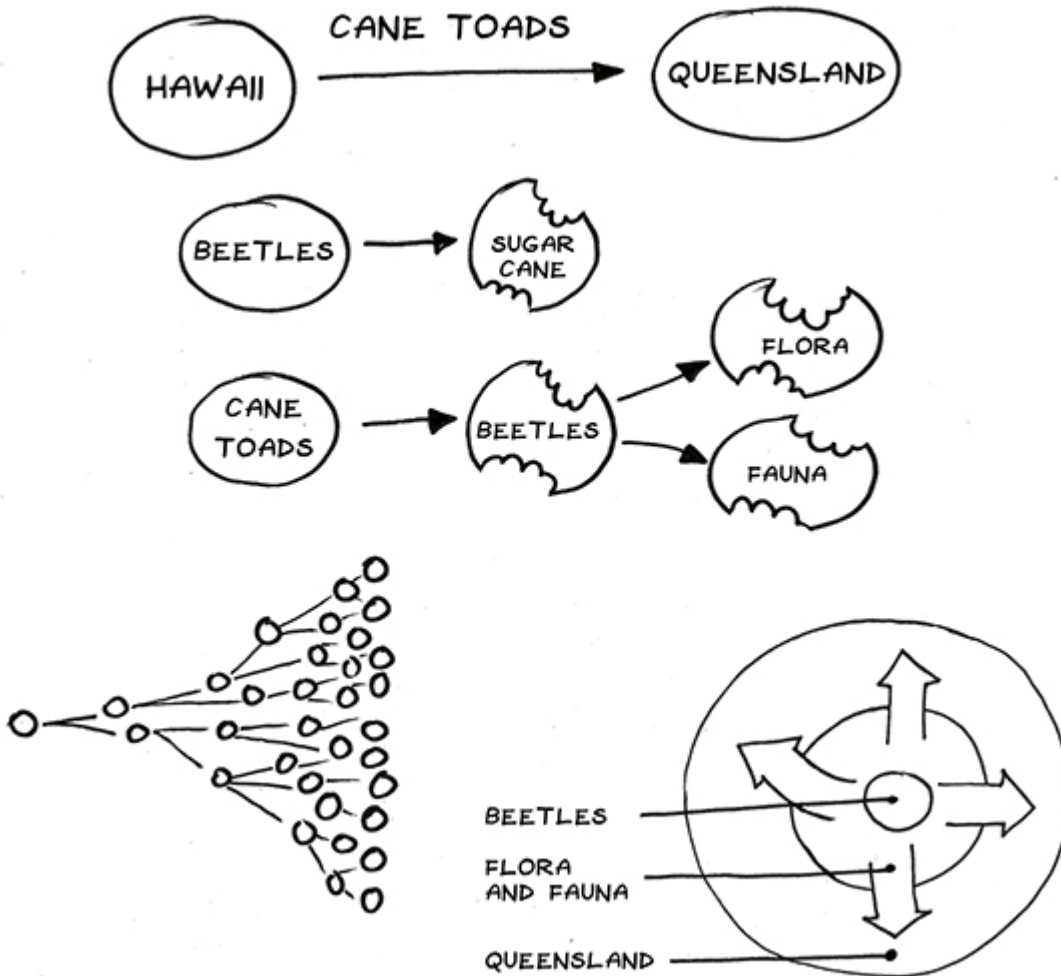 CANE TOADS
HAWAII
QUEENSLAND
BEETLES
SUGAR
CANE
FLORA
CANE
TOADS
BEETLES
FAUNA
BEETLES
FLORA
AND FAUNA
QUEENSLAND